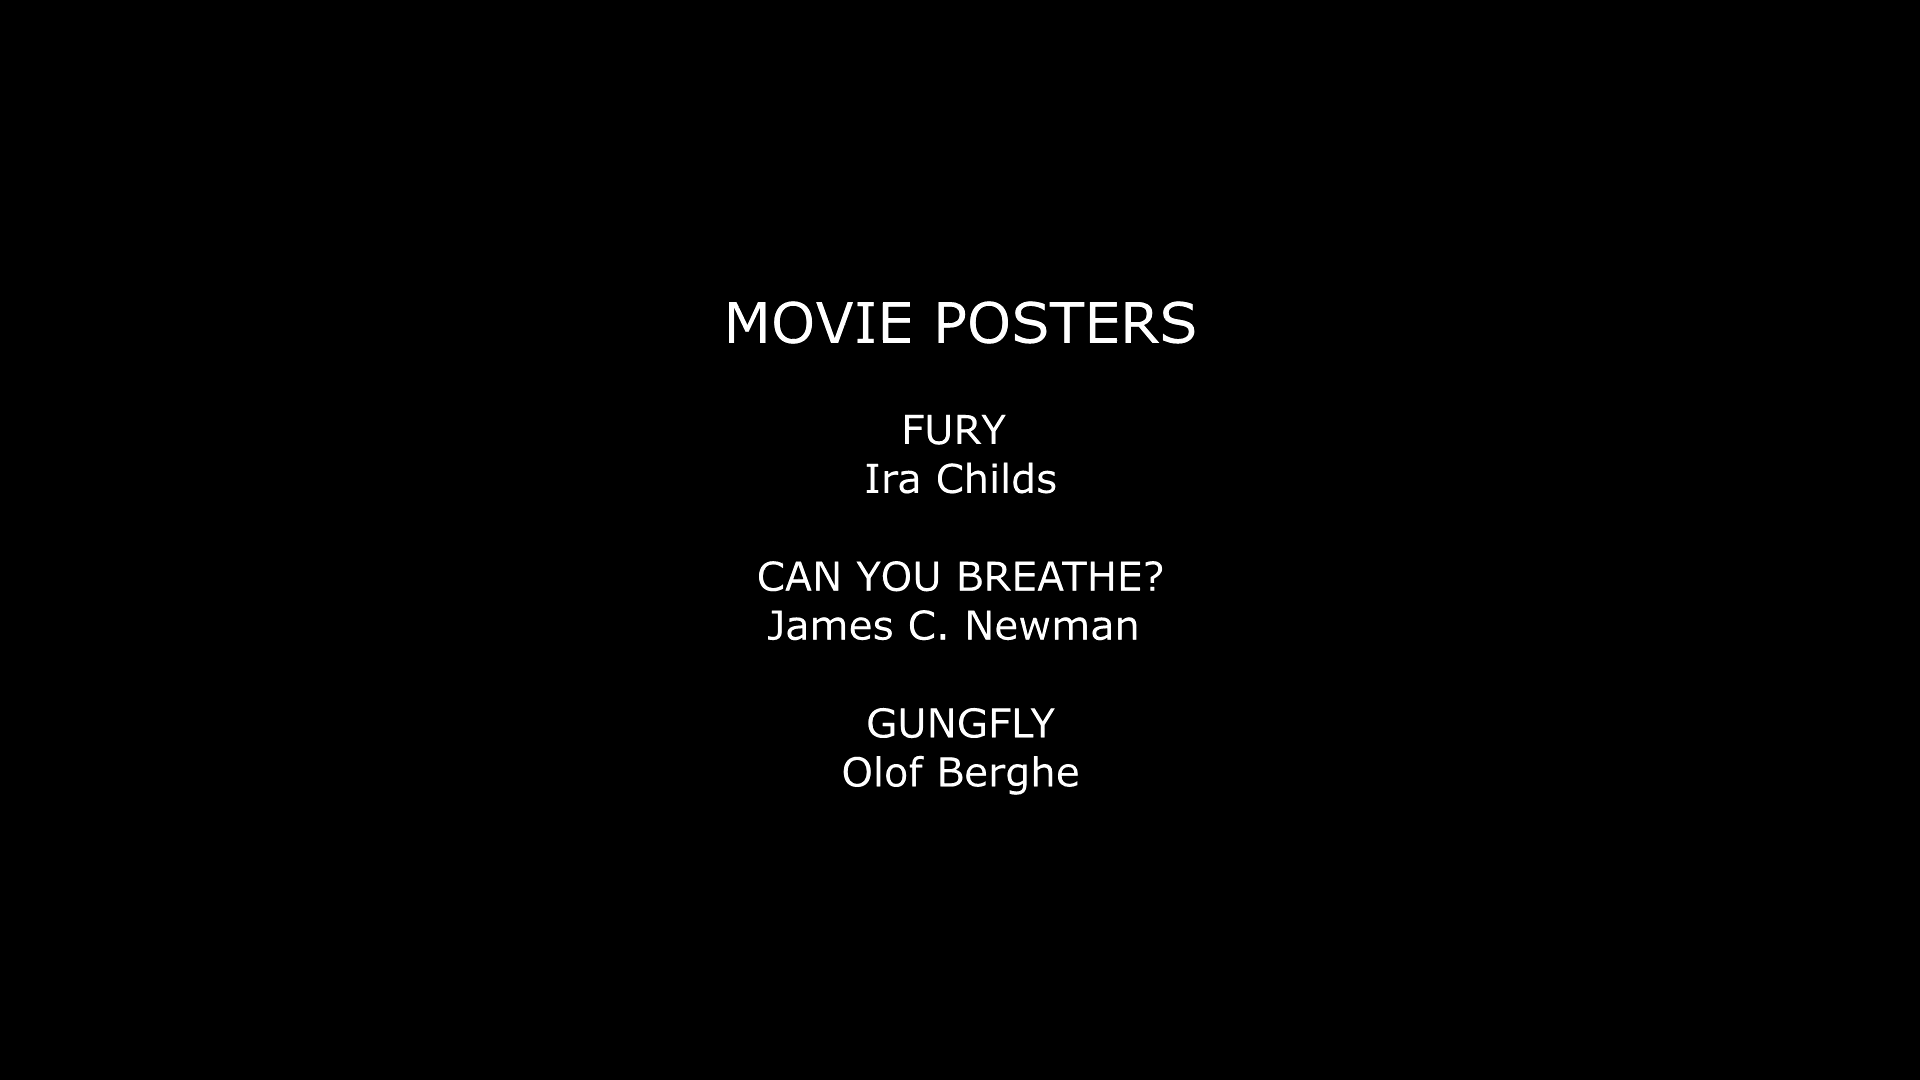 MOVIE POSTERS
FURY
Ira Childs
CAN YOU BREATHE?
James C. Newman
GUNGFLY
Olof Berghe